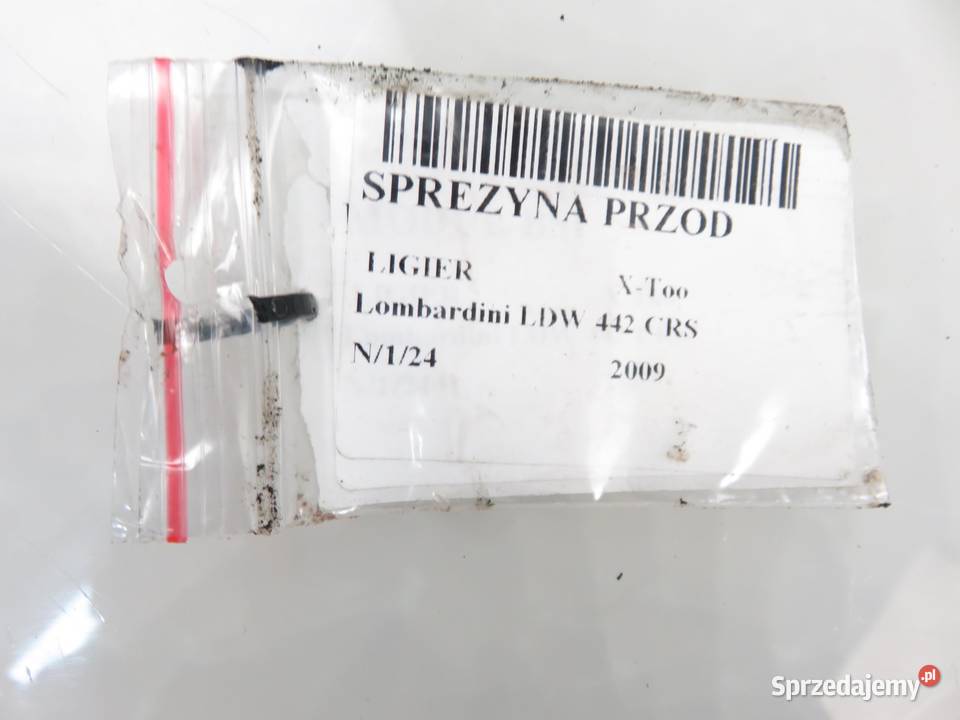 SPREZYNA PRZOD
LIGIER X-Too
Lombardini LDW 442 CRS
N/1/24 2009
Sprzedajemy.pl